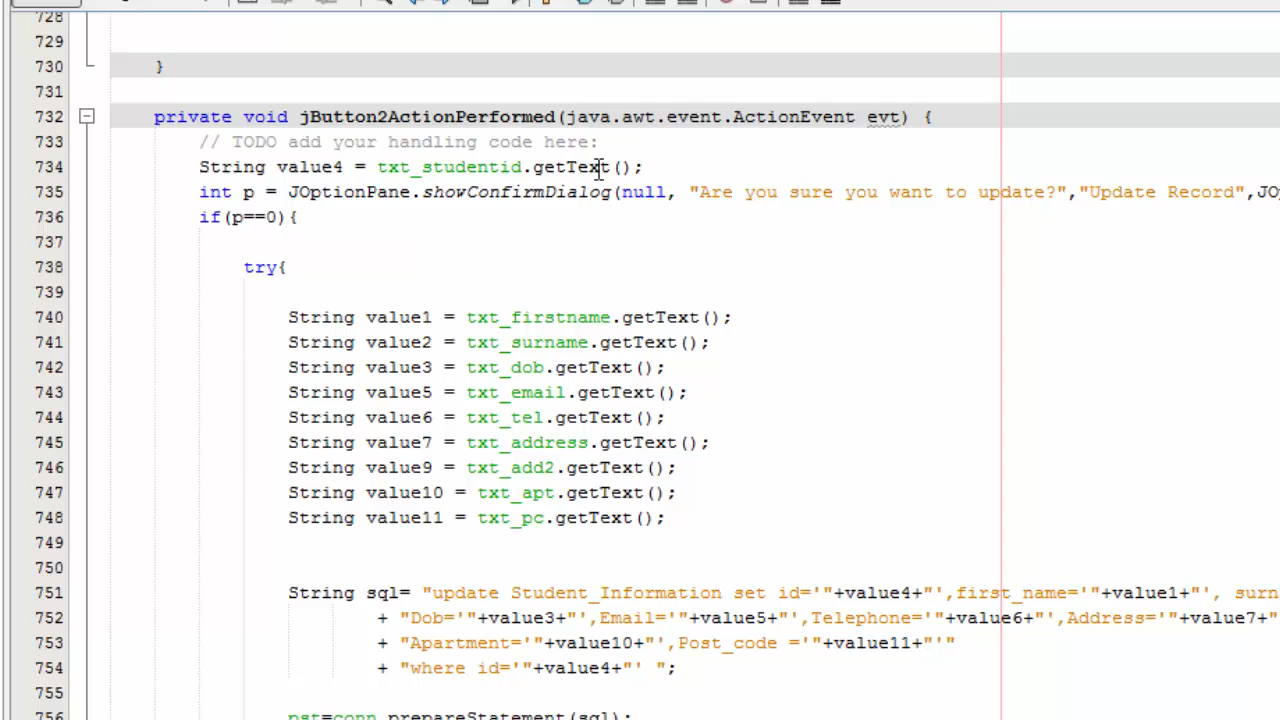 728
729
730 }
731
732 private void jButton2ActionPerformed(java.awt.event.ActionEvent evt) {
733 // TODO add your handling code here:
734 String value4 = txt_studentid.getText();
735 int p = JOptionPane.showConfirmDialog(null, "Are you sure you want to update?","Update Record",JO
736 if(p==0){
737
738 try{
739
740 String value1 = txt_firstname.getText();
741 String value2 = txt_surname.getText();
742 String value3 = txt_dob.getText();
743 String value5 = txt_email.getText();
744 String value6 = txt_tel.getText();
745 String value7 = txt_address.getText();
746 String value9 = txt_add2.getText();
747 String value10 = txt_apt.getText();
748 String value11 = txt_pc.getText();
749
750
751 String sql= "update Student_Information set id='"+value4+"',first_name='"+value1+"', surn
752 + "Dob='"+value3+"',Email='"+value5+"',Telephone='"+value6+"',Address='"+value7+"
753 + "Apartment='"+value10+"',Post_code ='"+value11+"'"
754 + "where id='"+value4+"' ";
755
756 pst=conn.prepareStatement(sql);